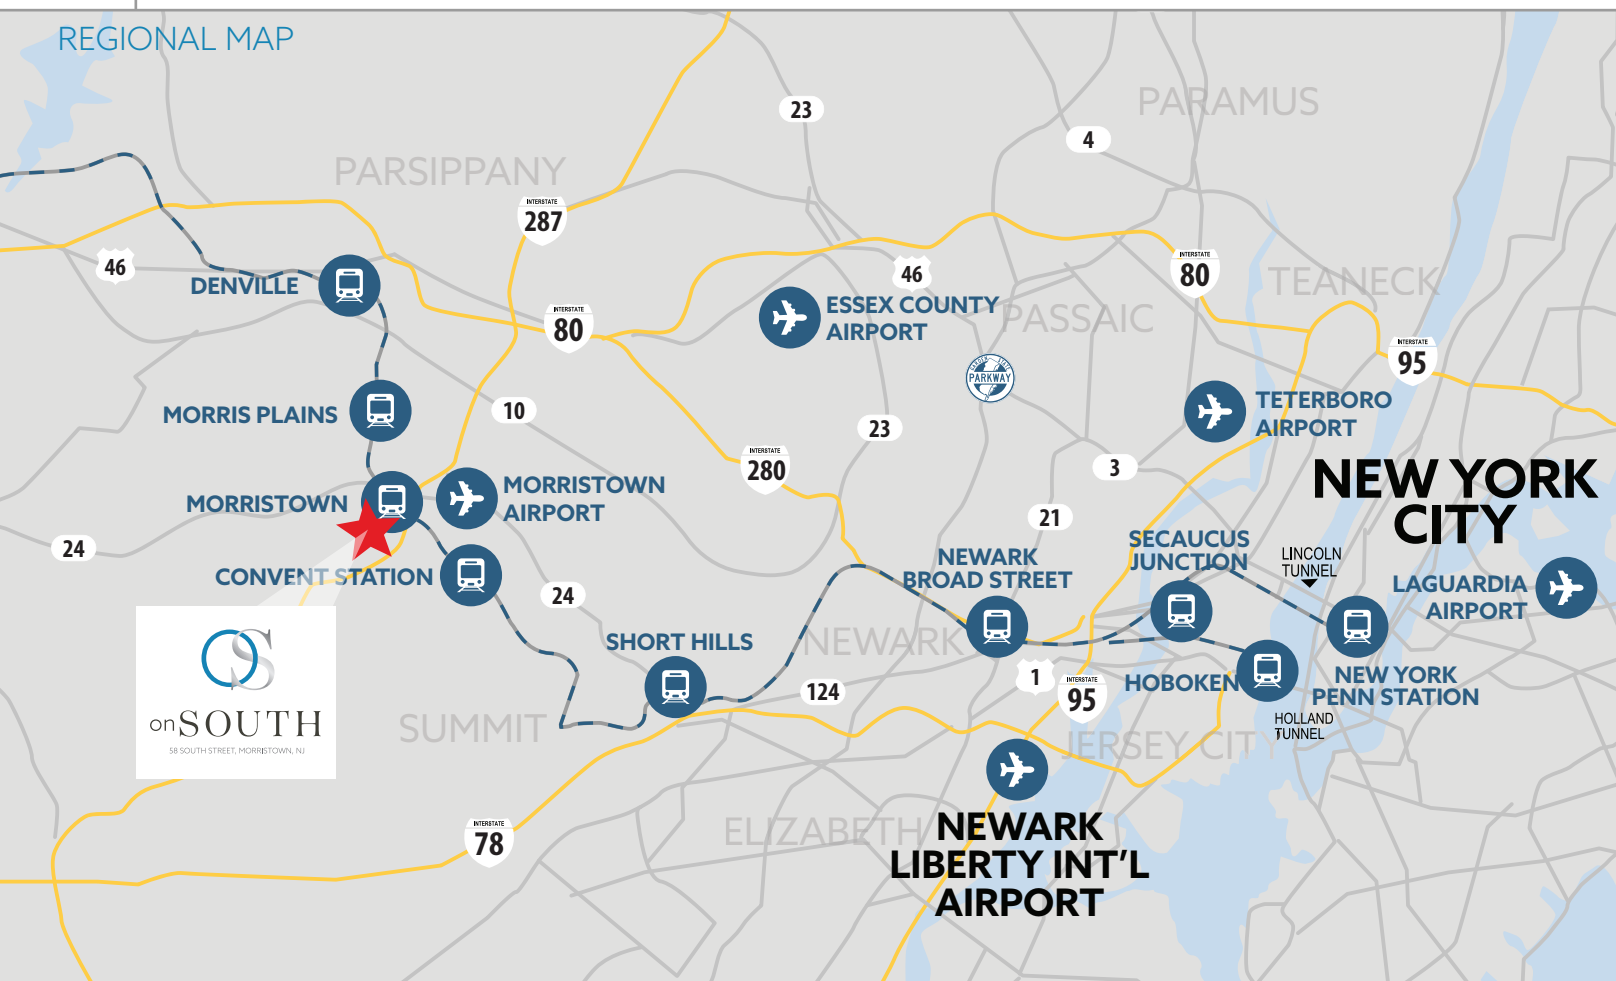 REGIONAL MAP
23
PARAMUS
4
PARSIPPANY
INTERSTATE
287
46
DENVILLE
46
INTERSTATE
80
TEANECK
ESSEX COUNTY
AIRPORT
PASSAIC
INTERSTATE
80
INTERSTATE
95
GARDEN STATE
PARKWAY
MORRIS PLAINS
10
TETERBORO
AIRPORT
23
INTERSTATE
280
3
NEW YORK
CITY
MORRISTOWN
MORRISTOWN
AIRPORT
21
24
SECAUCUS
JUNCTION
LINCOLN
TUNNEL
NEWARK
BROAD STREET
CONVENT STATION
LAGUARDIA
AIRPORT
24
SHORT HILLS
NEWARK
OS
onSOUTH
58 SOUTH STREET, MORRISTOWN, NJ
124
1
INTERSTATE
95
HOBOKEN
NEW YORK
PENN STATION
SUMMIT
HOLLAND
TUNNEL
JERSEY CITY
INTERSTATE
78
ELIZABETH
NEWARK
LIBERTY INT'L
AIRPORT